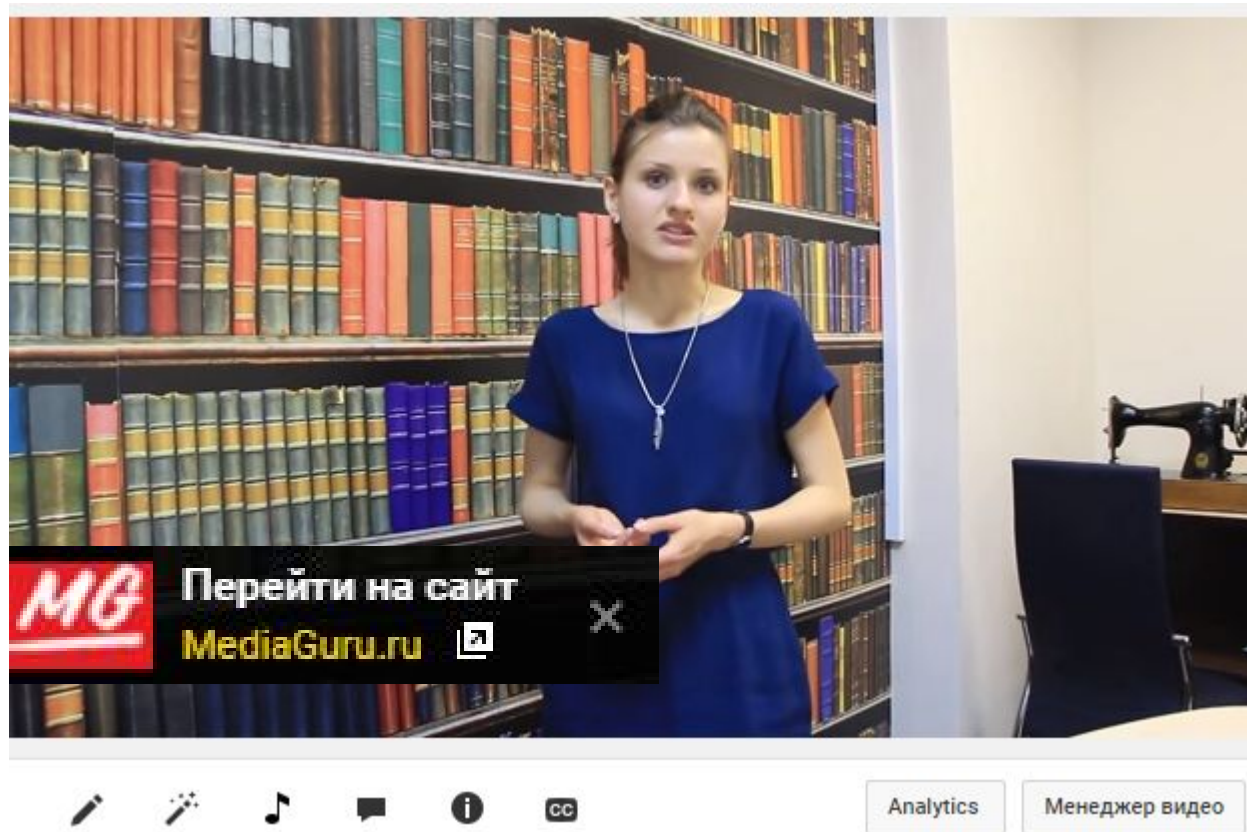 MG
Перейти на сайт
MediaGuru.ru
CC
Analytics
Менеджер видео